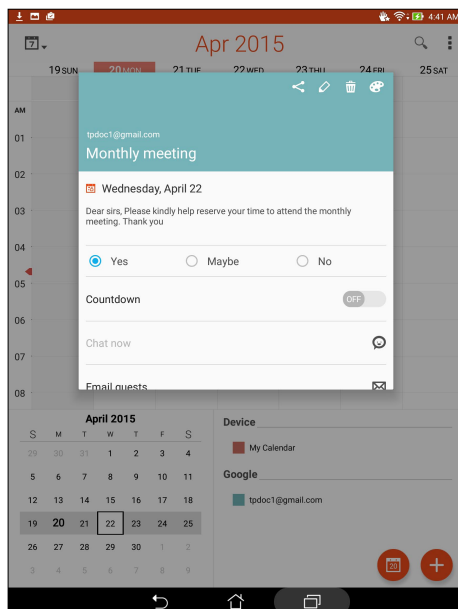 4:41 AM
7
Apr 2015
19 SUN 20 MON 21 TUE 22 WED 23 THU 24 FRI 25 SAT
AM
01
02
03
04
05
06
07
08
tpdoc1@gmail.com
Monthly meeting
20 Wednesday, April 22
Dear sirs, Please kindly help reserve your time to attend the monthly
meeting. Thank you
Yes Maybe No
Countdown OFF
Chat now
Email guests
April 2015
S M T W T F S
29 30 31 1 2 3 4
5 6 7 8 9 10 11
12 13 14 15 16 17 18
19 20 21 22 23 24 25
26 27 28 29 30 1 2
3 4 5 6 7 8 9
Device
My Calendar
Google
tpdoc1@gmail.com
20